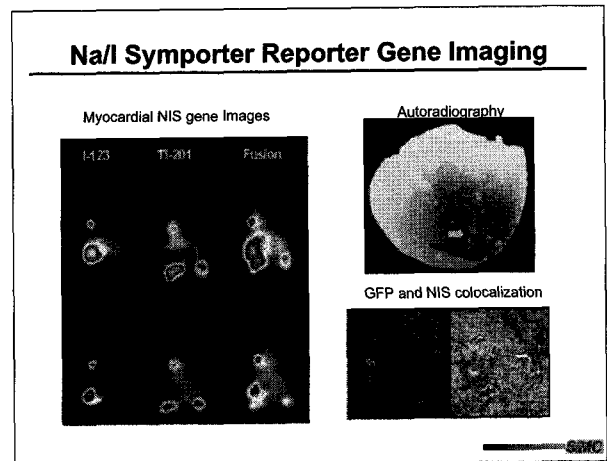 Na/I Symporter Reporter Gene Imaging
Myocardial NIS gene Images
I-123 Tl-201 Fusion
Autoradiography
GFP and NIS colocalization